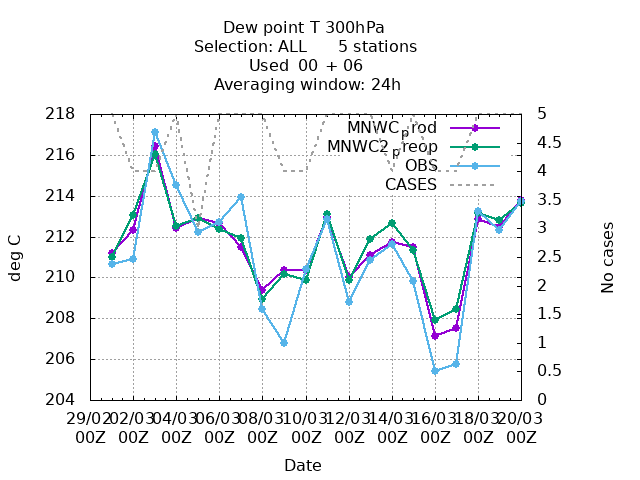 Dew point T 300hPa
Selection: ALL      5 stations
Used  00 + 06
Averaging window: 24h
218
216
214
212
210
208
206
204
5
4.5
4
3.5
3
2.5
2
1.5
1
0.5
0
MNWC_prod
MNWC2_preop
OBS
CASES
deg C
No cases
29/02 02/03 04/03 06/03 08/03 10/03 12/03 14/03 16/03 18/03 20/03
00Z 00Z 00Z 00Z 00Z 00Z 00Z 00Z 00Z 00Z 00Z
Date